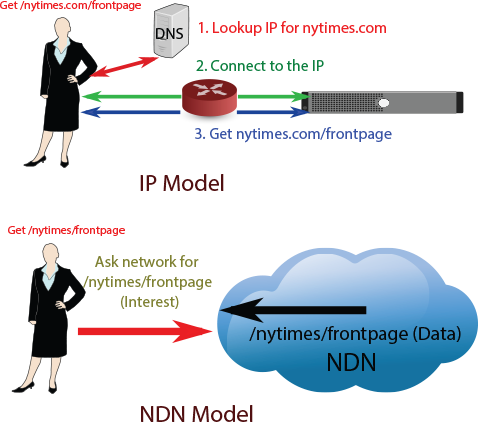 Get /nytimes.com/frontpage
DNS
1. Lookup IP for nytimes.com
2. Connect to the IP
3. Get nytimes.com/frontpage
IP Model
Get /nytimes/frontpage
Ask network for
/nytimes/frontpage
(Interest)
/nytimes/frontpage (Data)
NDN
NDN Model